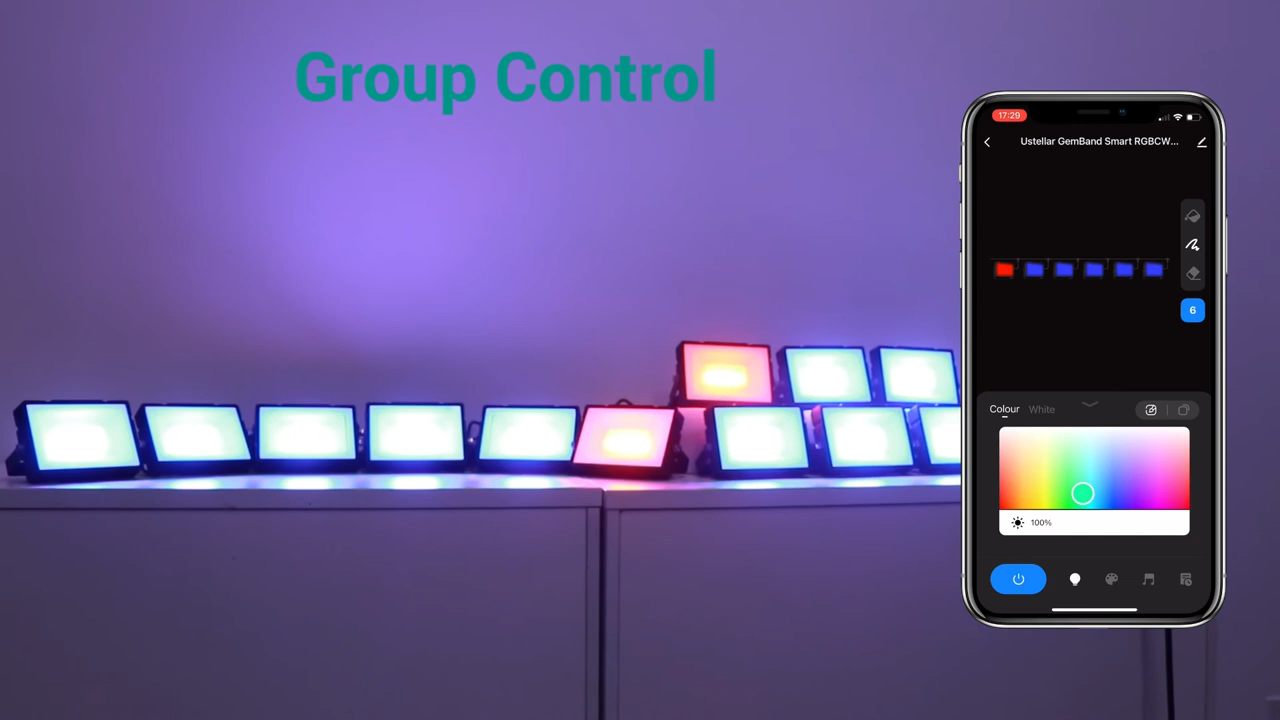 Group Control
17:29
Ustellar GemBand Smart RGBCW...
6
Colour White
100%